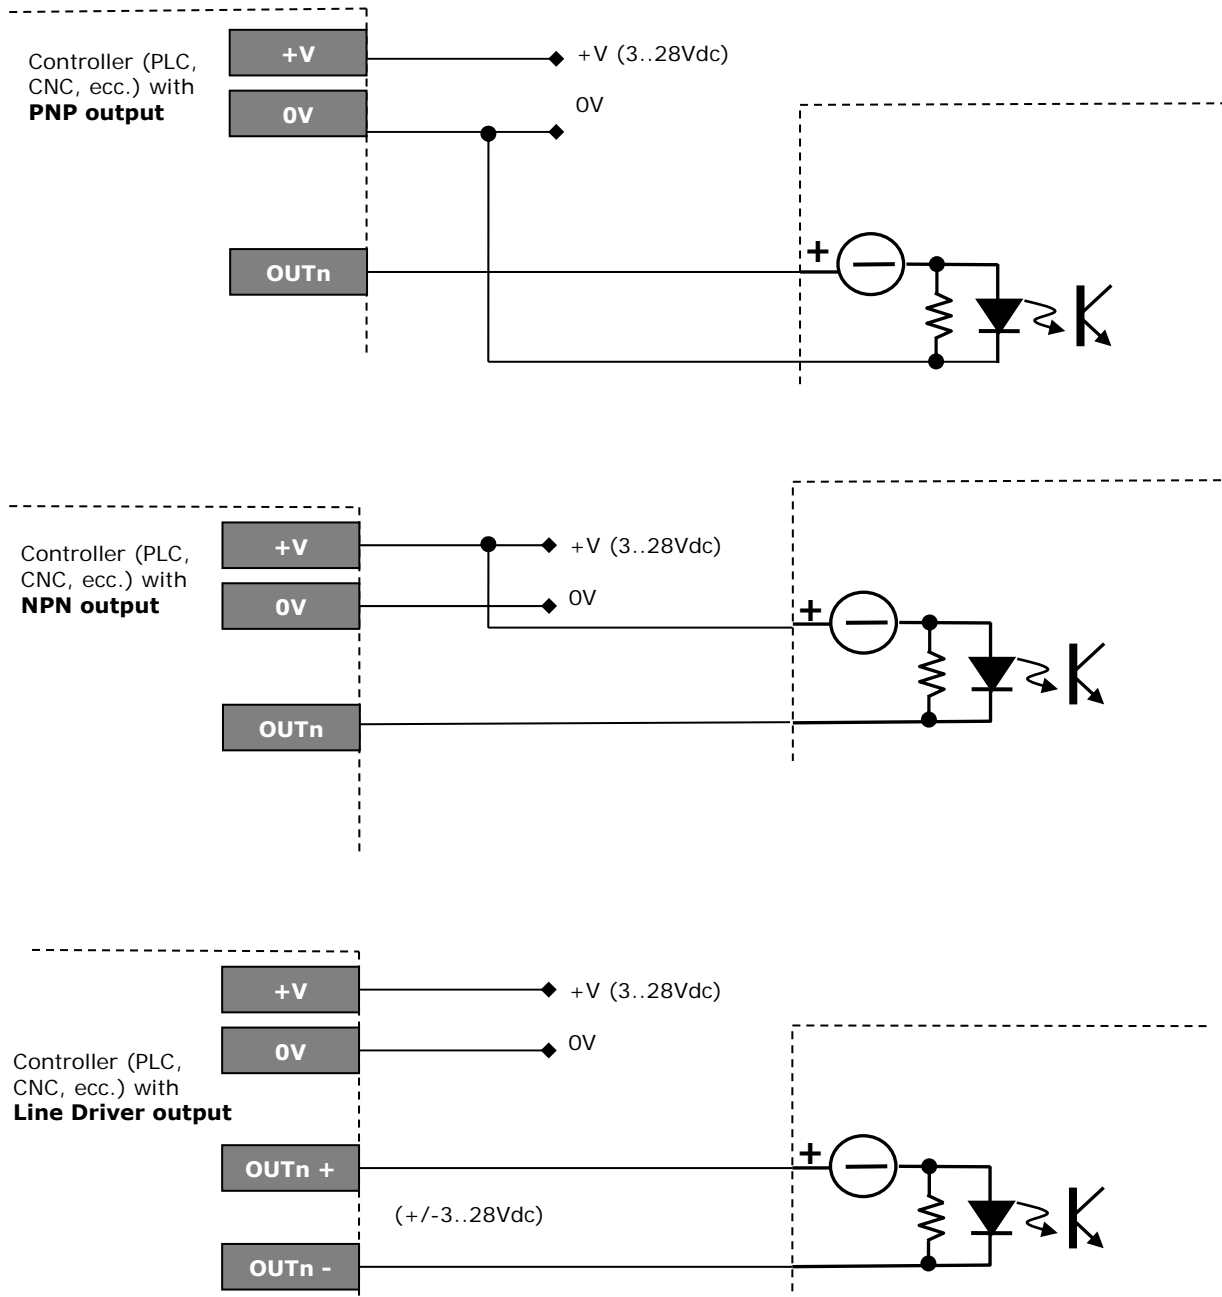 +V
+V (3..28Vdc)
Controller (PLC,
CNC, ecc.) with
PNP output
0V
0V
+
OUTn
+V
+V (3..28Vdc)
Controller (PLC,
CNC, ecc.) with
NPN output
0V
0V
+
OUTn
+V
+V (3..28Vdc)
0V
0V
Controller (PLC,
CNC, ecc.) with
Line Driver output
+
OUTn +
(+/-3..28Vdc)
OUTn -